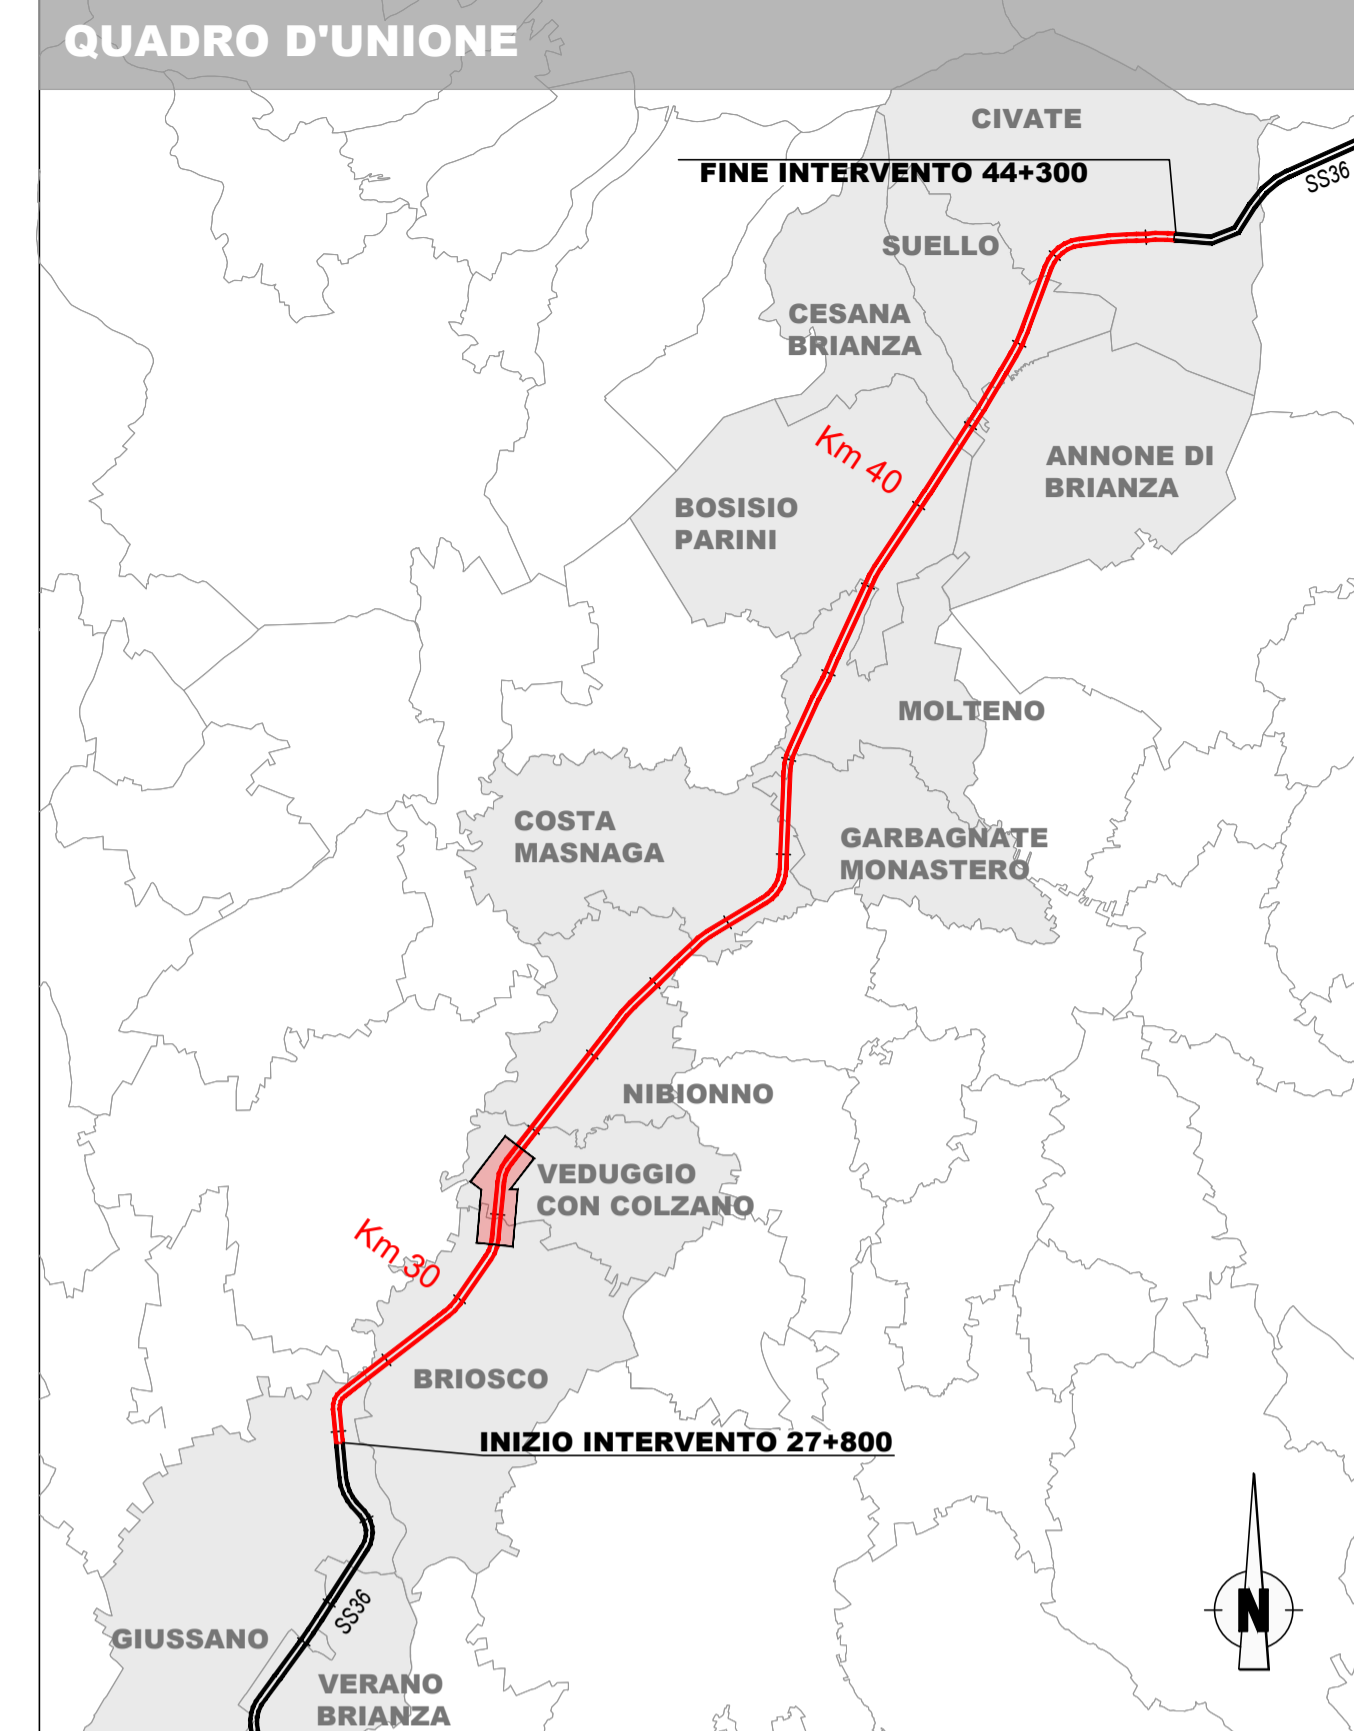 QUADRO D'UNIONE
CIVATE
FINE INTERVENTO 44+300
SS36
SUELLO
CESANA
BRIANZA
Km 40
ANNONE DI
BRIANZA
BOSISIO
PARINI
MOLTENO
COSTA
MASNAGA
GARBAGNATE
MONASTERO
NIBIONNO
VEDUGGIO
CON COLZANO
Km 30
BRIOSCO
INIZIO INTERVENTO 27+800
SS36
GIUSSANO
VERANO
BRIANZA
N